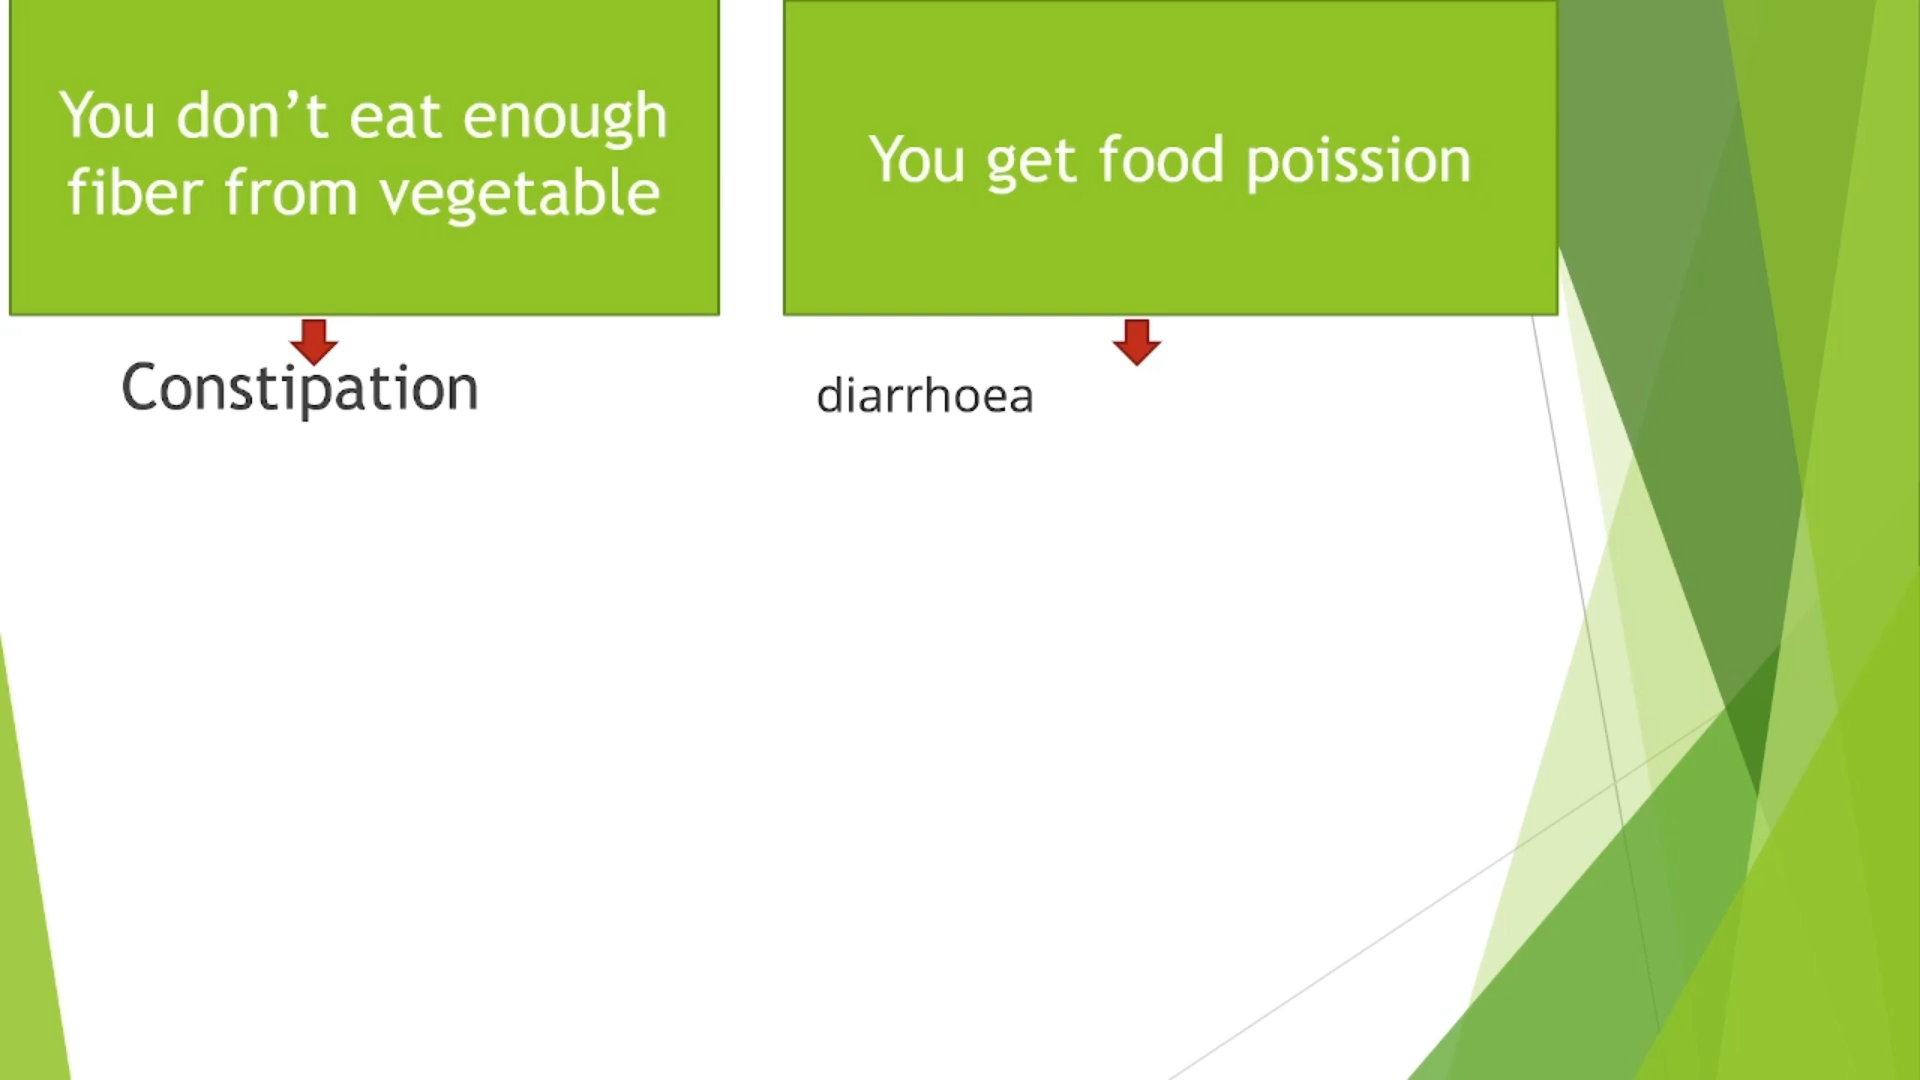 You don’t eat enough
fiber from vegetable
You get food poission
Constipation
diarrhoea